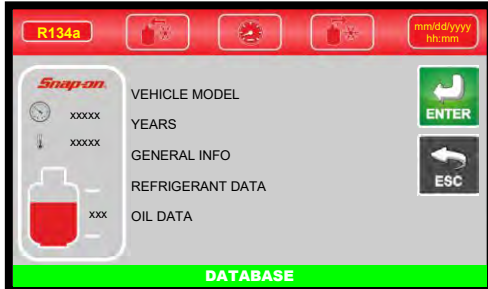 R134a
mm/dd/yyyy
hh:mm
Snap-on
xxxxx
xxxxx
xxx
VEHICLE MODEL
YEARS
GENERAL INFO
REFRIGERANT DATA
OIL DATA
ENTER
ESC
DATABASE